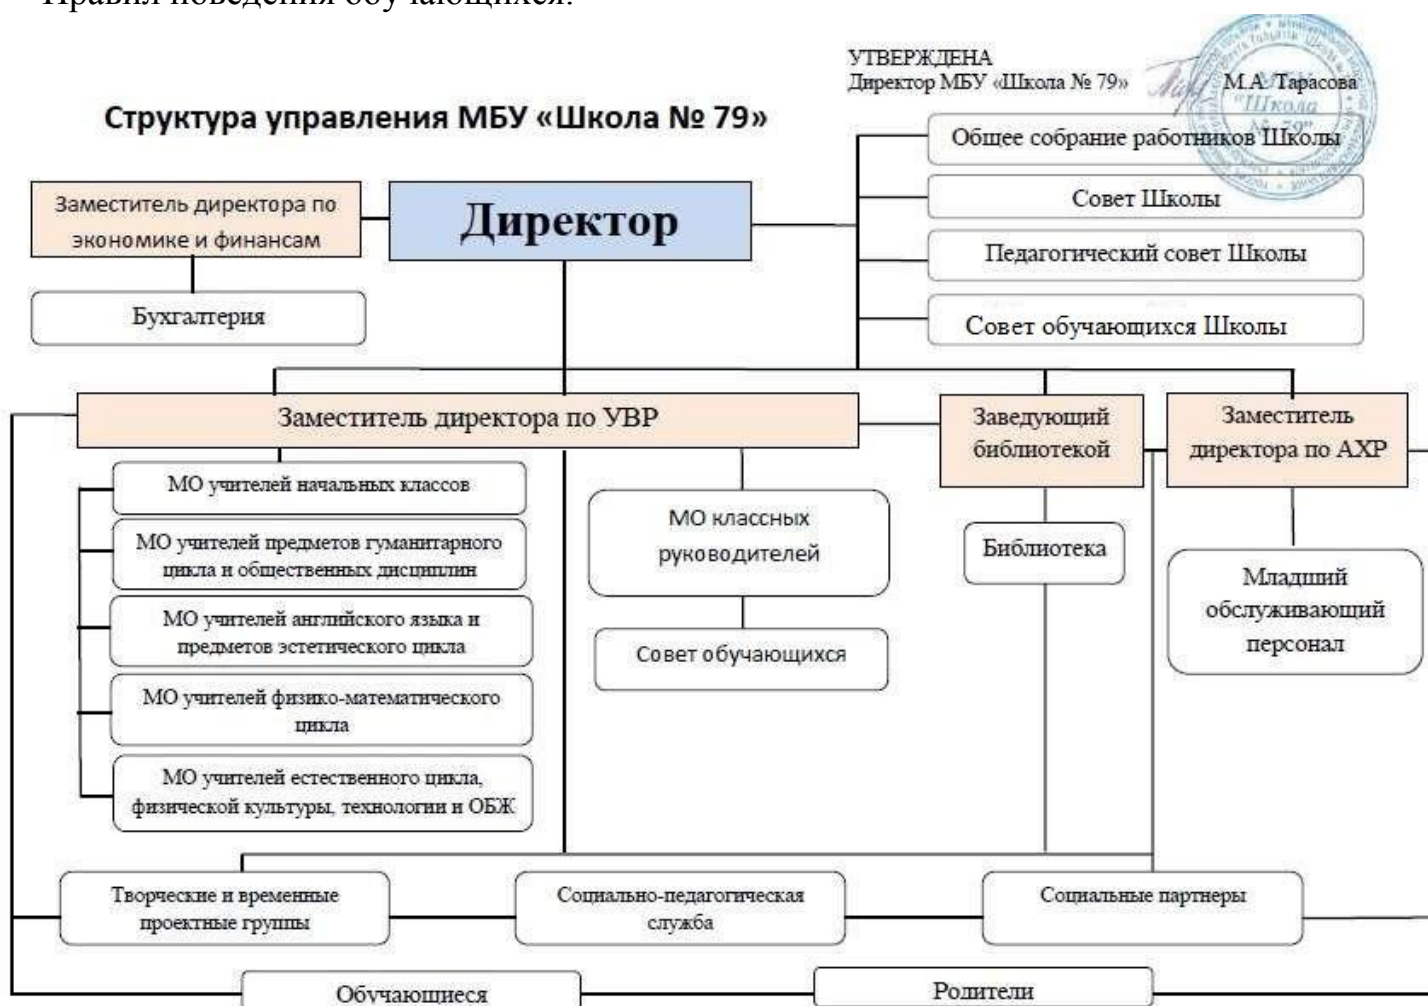 Правил поведения обучающихся.
УТВЕРЖДЕНА
Директор МБУ «Школа № 79» М.А. Тарасова
МБУ
"Школа
№ 79"
Структура управления МБУ «Школа № 79»
Общее собрание работников Школы
Заместитель директора по
экономике и финансам
Директор
Совет Школы
Педагогический совет Школы
Бухгалтерия
Совет обучающихся Школы
Заместитель директора по УВР
Заведующий
библиотекой
Заместитель
директора по АХР
МО учителей начальных классов
МО учителей предметов гуманитарного
цикла и общественных дисциплин
МО учителей английского языка и
предметов эстетического цикла
МО учителей физико-математического
цикла
МО учителей естественного цикла,
физической культуры, технологии и ОБЖ
МО классных
руководителей
Совет обучающихся
Библиотека
Младший
обслуживающий
персонал
Творческие и временные
проектные группы
Социально-педагогическая
служба
Социальные партнеры
Обучающиеся
Родители